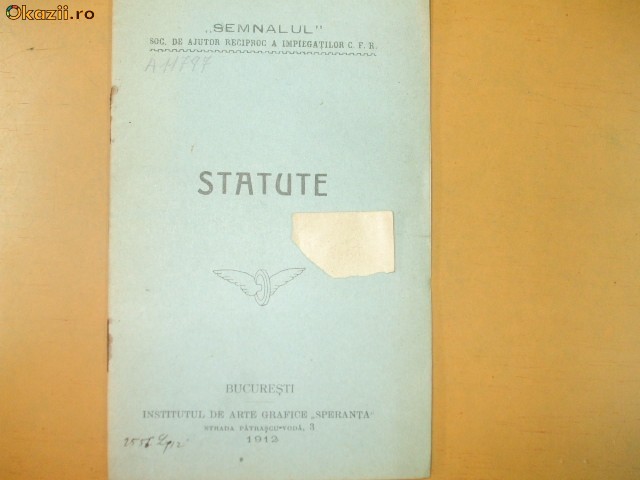 Okazii.ro
„SEMNALUL"
SOC. DE AJUTOR RECIPROC A IMPIEGAȚILOR C. F. R.
A 11797
STATUTE
BUCUREȘTI
INSTITUTUL DE ARTE GRAFICE „SPERANȚA"
STRADA PĂTRAȘCU-VODĂ, 3
1912